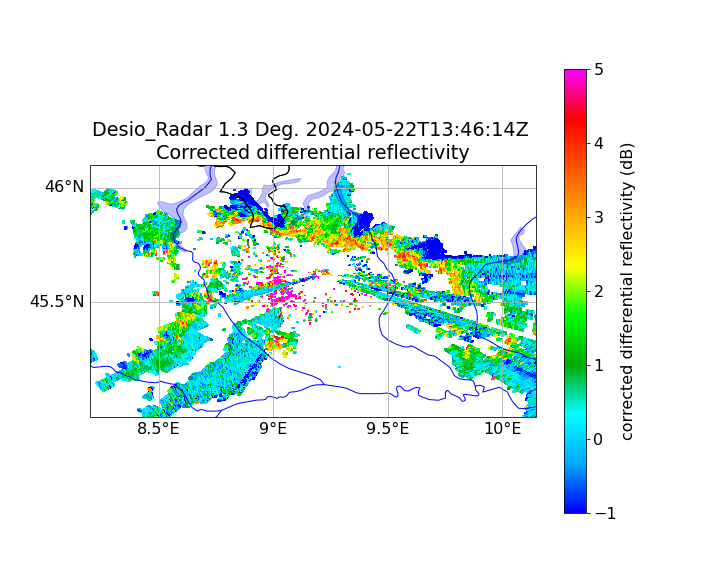 Desio_Radar 1.3 Deg. 2024-05-22T13:46:14Z
Corrected differential reflectivity
46°N
45.5°N
8.5°E
9°E
9.5°E
10°E
5
4
3
2
1
0
−1
corrected differential reflectivity (dB)